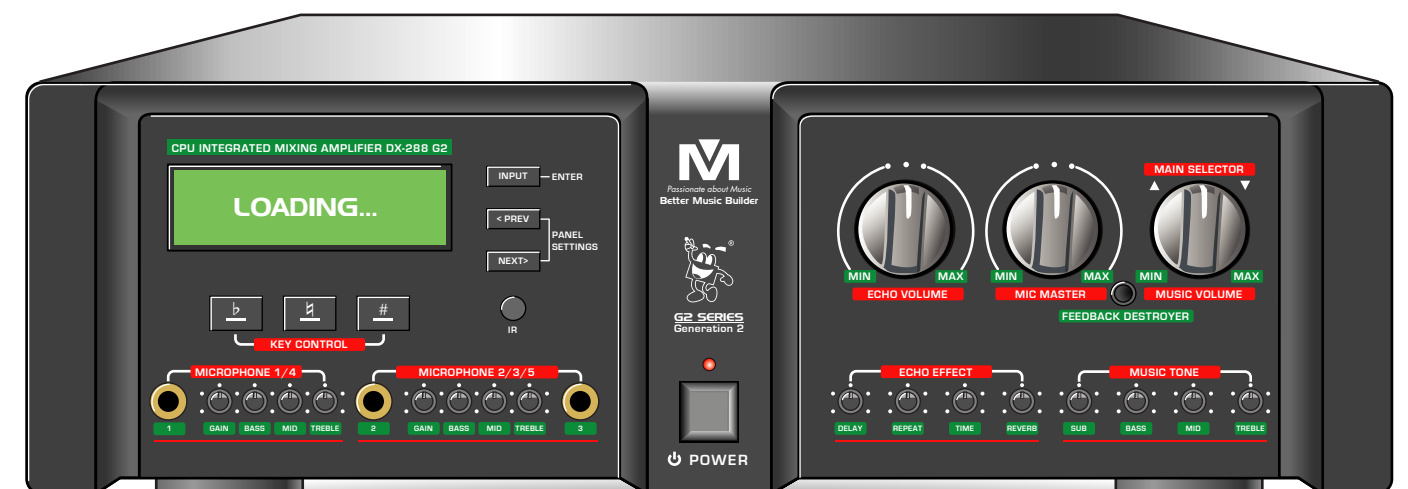 CPU INTEGRATED MIXING AMPLIFIER DX-288 G2
LOADING...
INPUT ENTER
< PREV
PANEL
SETTINGS
NEXT>
♭ ♮ #
KEY CONTROL
IR
MICROPHONE 1/4
MICROPHONE 2/3/5
1 GAIN BASS MID TREBLE 2 GAIN BASS MID TREBLE 3
M
Passionate about Music
Better Music Builder
®
G2 SERIES
Generation 2
POWER
MAIN SELECTOR
▲ ▼
MIN MAX MIN MAX MIN MAX
ECHO VOLUME MIC MASTER MUSIC VOLUME
FEEDBACK DESTROYER
ECHO EFFECT MUSIC TONE
DELAY REPEAT TIME REVERB SUB BASS MID TREBLE